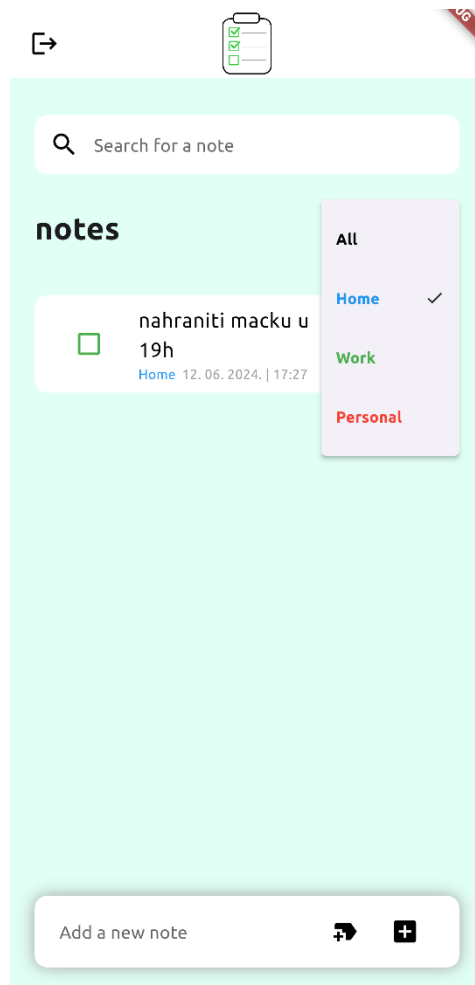 Search for a note
notes
All
Home
Work
Personal
nahraniti macku u
19h
Home 12. 06. 2024. | 17:27
Add a new note